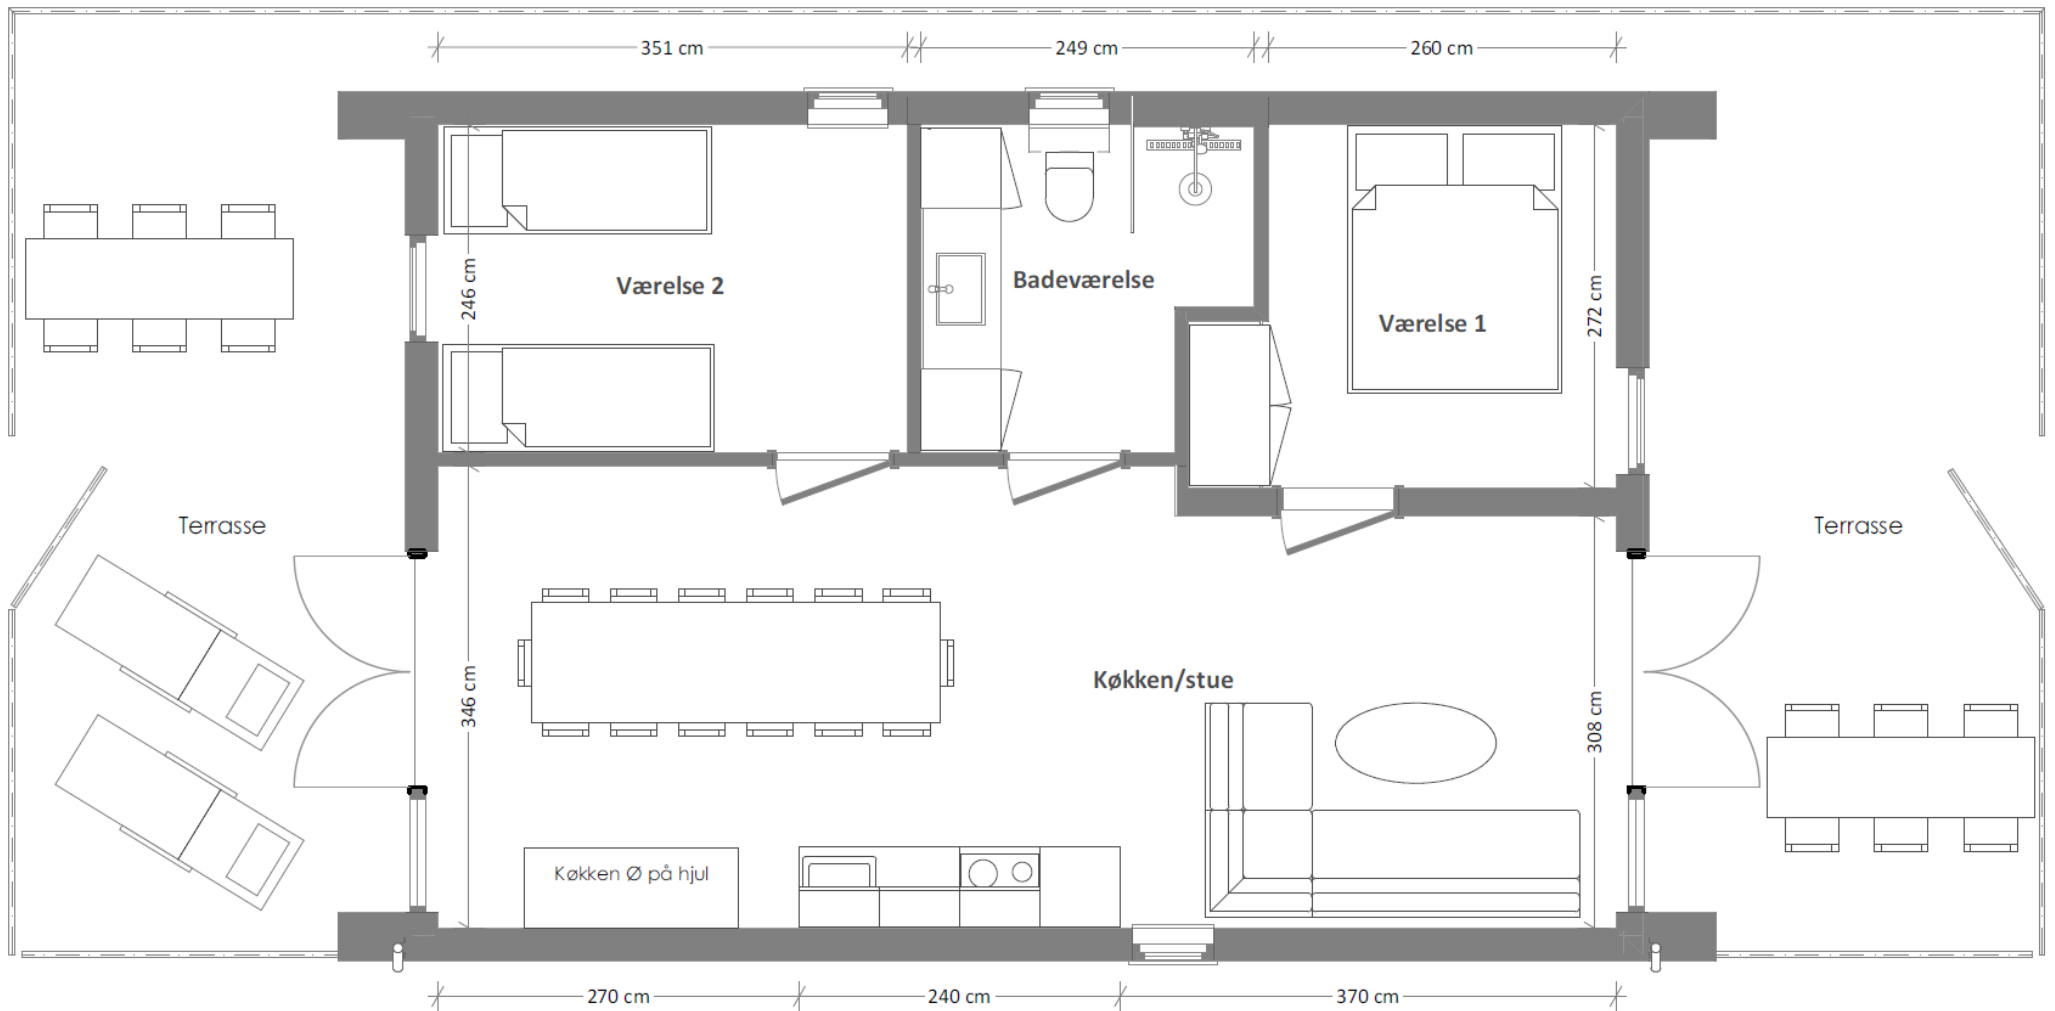 351 cm
249 cm
260 cm
Værelse 2
Badeværelse
Værelse 1
246 cm
272 cm
Terrasse
Terrasse
Køkken/stue
346 cm
308 cm
Køkken Ø på hjul
270 cm
240 cm
370 cm